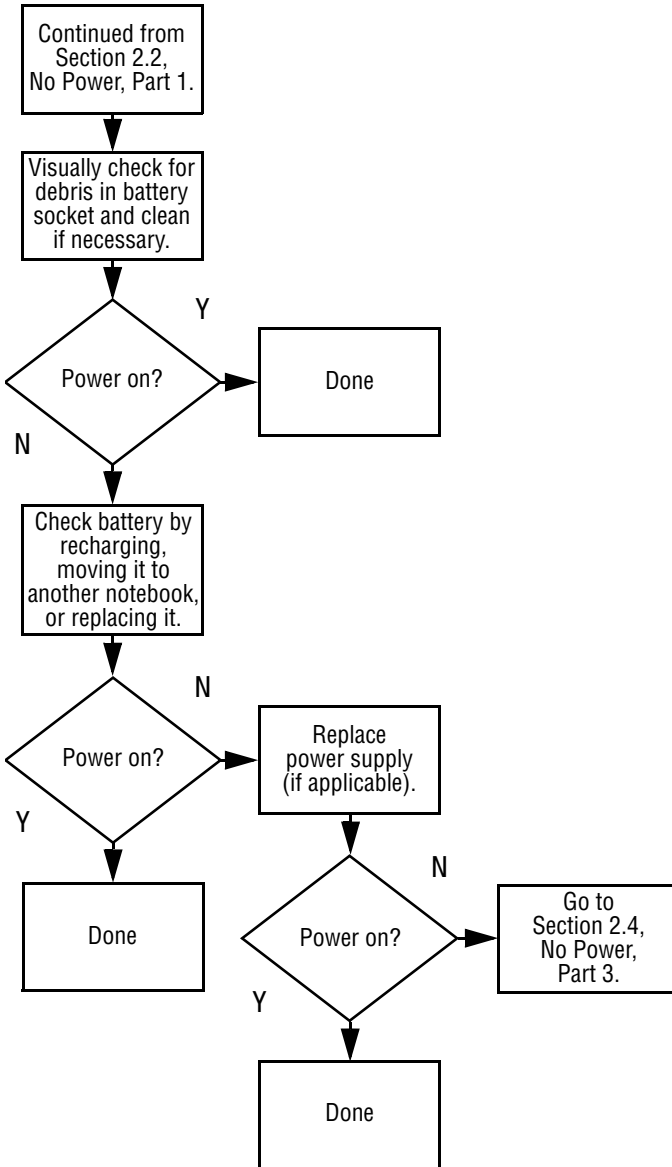 Continued from
Section 2.2,
No Power, Part 1.
Visually check for
debris in battery
socket and clean
if necessary.
Y
Power on?
Done
N
Check battery by
recharging,
moving it to
another notebook,
or replacing it.
N
Power on?
Replace
power supply
(if applicable).
Y
Done
N
Power on?
Go to
Section 2.4,
No Power,
Part 3.
Y
Done